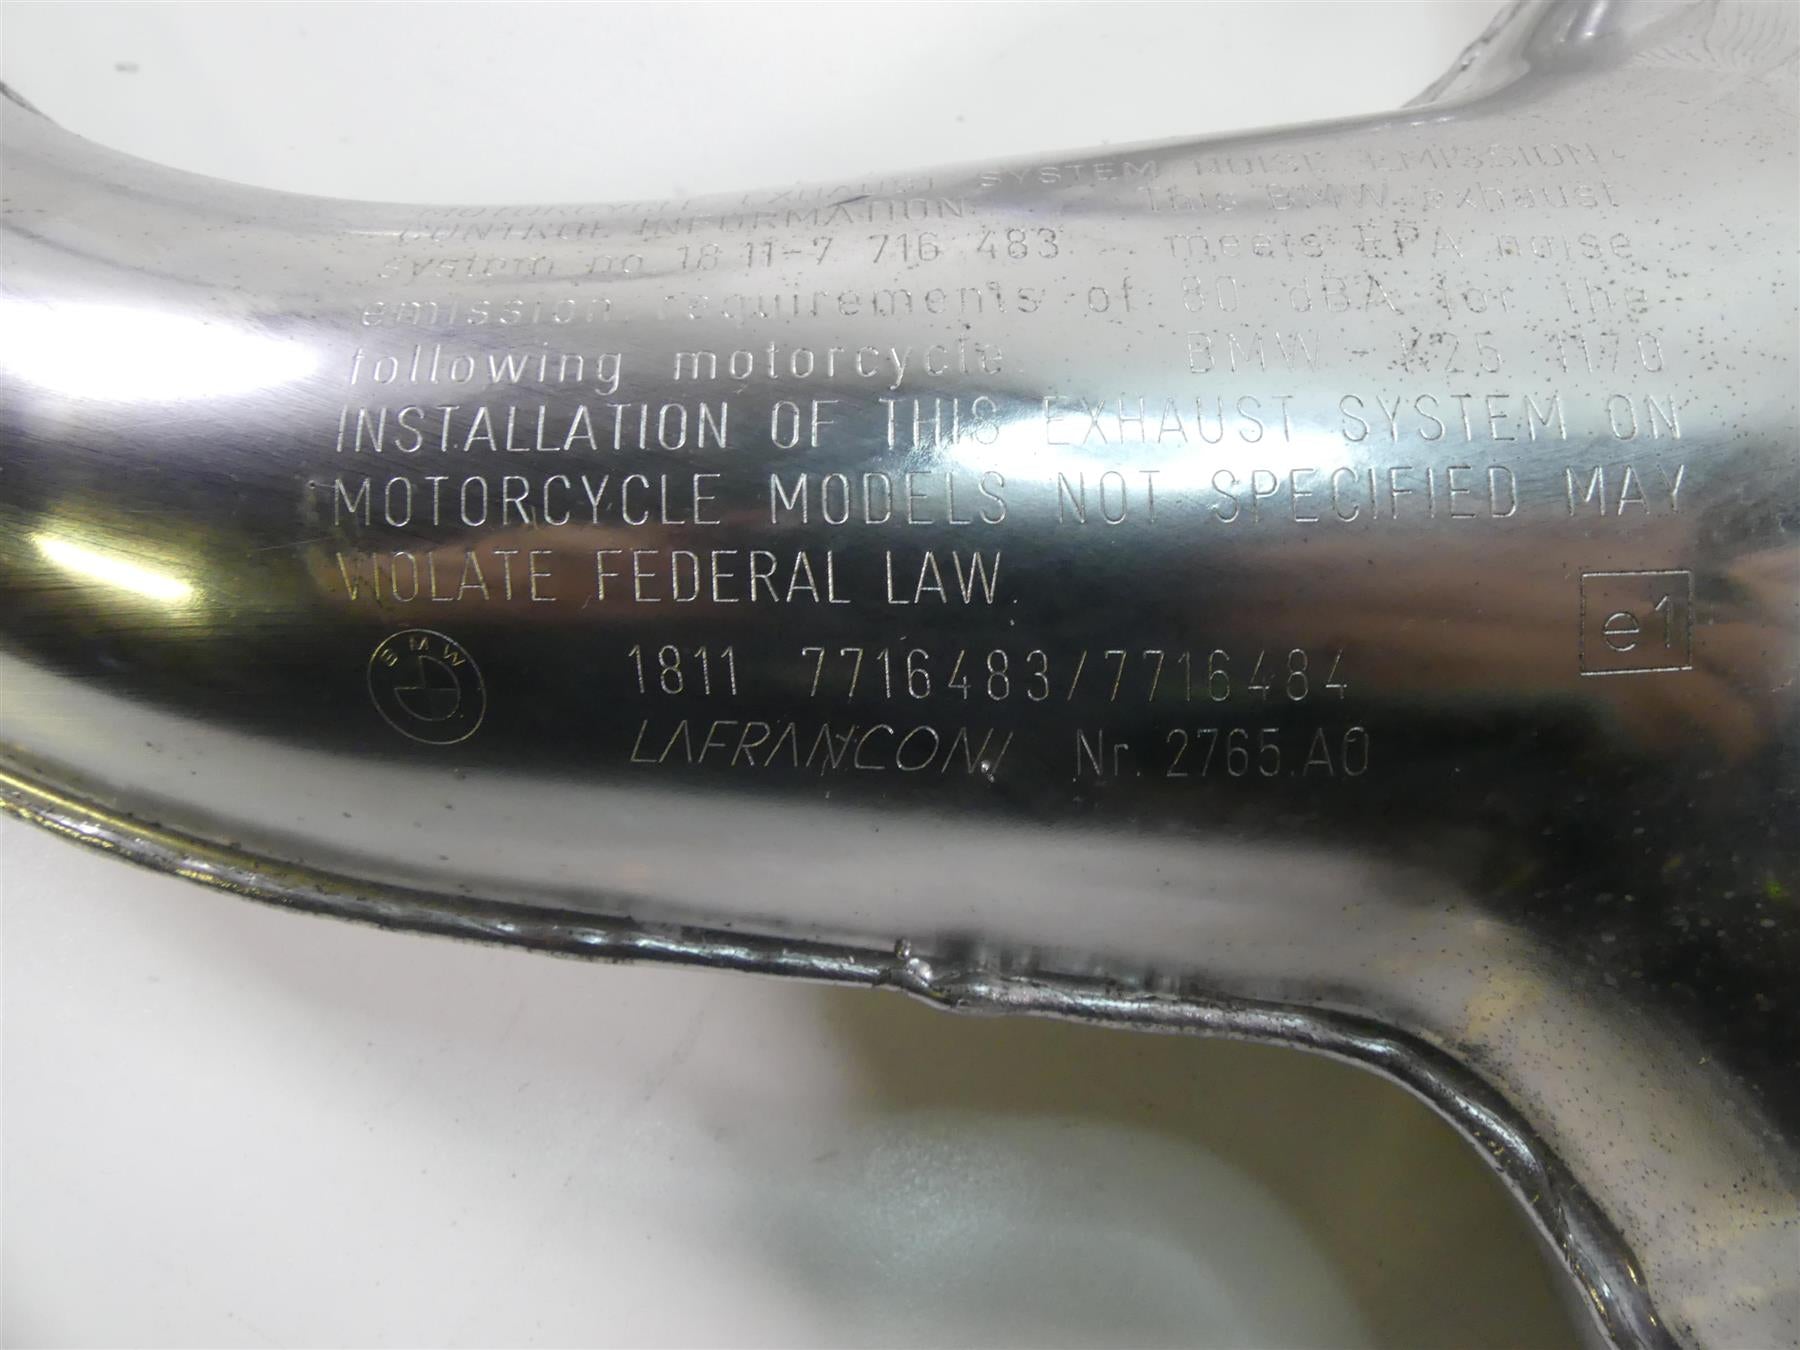 MOTORCYCLE EXHAUST SYSTEM NOISE EMISSION
CONTROL INFORMATION. This BMW exhaust
system no 18 11-7 716 483 meets EPA noise
emission requirements of 80 dBA for the
following motorcycle: BMW - K25 1170
INSTALLATION OF THIS EXHAUST SYSTEM ON
MOTORCYCLE MODELS NOT SPECIFIED MAY
VIOLATE FEDERAL LAW.
e1
BMW
1811 7716483/7716484
LAFRANCONI Nr. 2765.A0